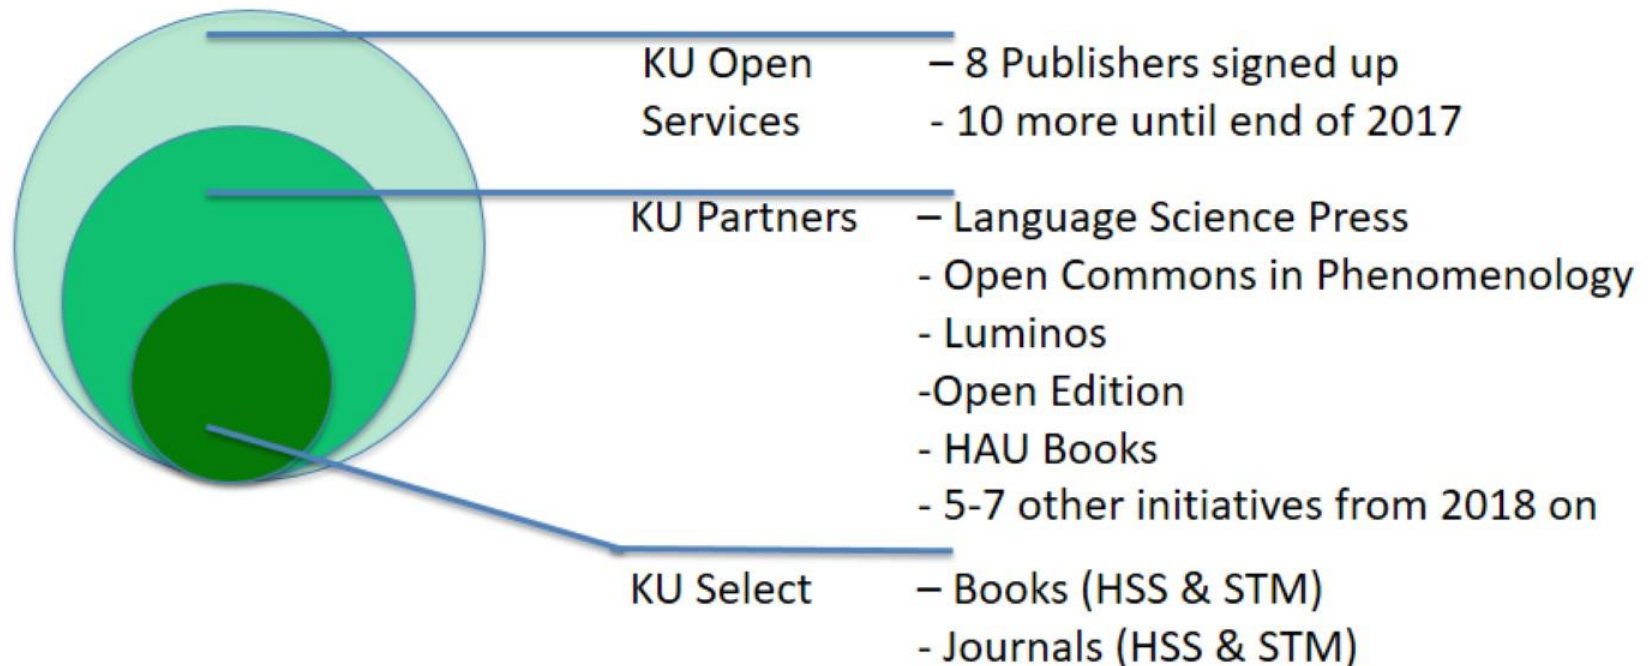 KU Open – 8 Publishers signed up
Services - 10 more until end of 2017
KU Partners – Language Science Press
- Open Commons in Phenomenology
- Luminos
-Open Edition
- HAU Books
- 5-7 other initiatives from 2018 on
KU Select – Books (HSS & STM)
- Journals (HSS & STM)